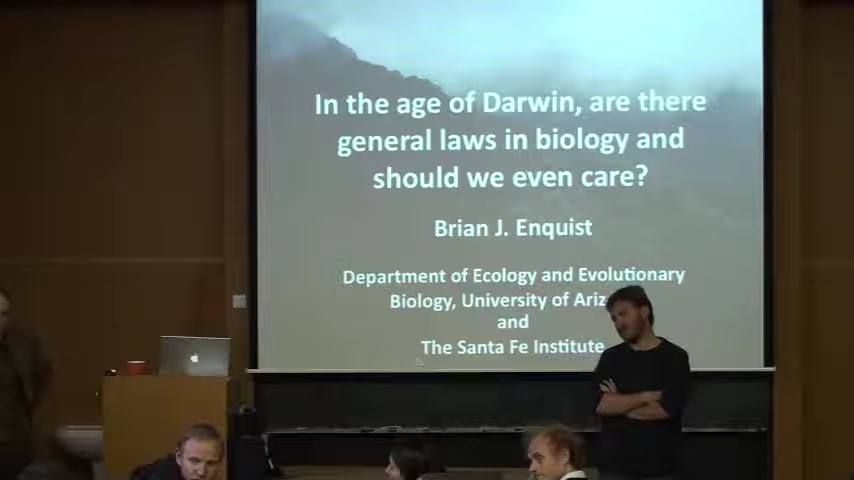 In the age of Darwin, are there
general laws in biology and
should we even care?
Brian J. Enquist
Department of Ecology and Evolutionary
Biology, University of Ariz
and
The Santa Fe Institute